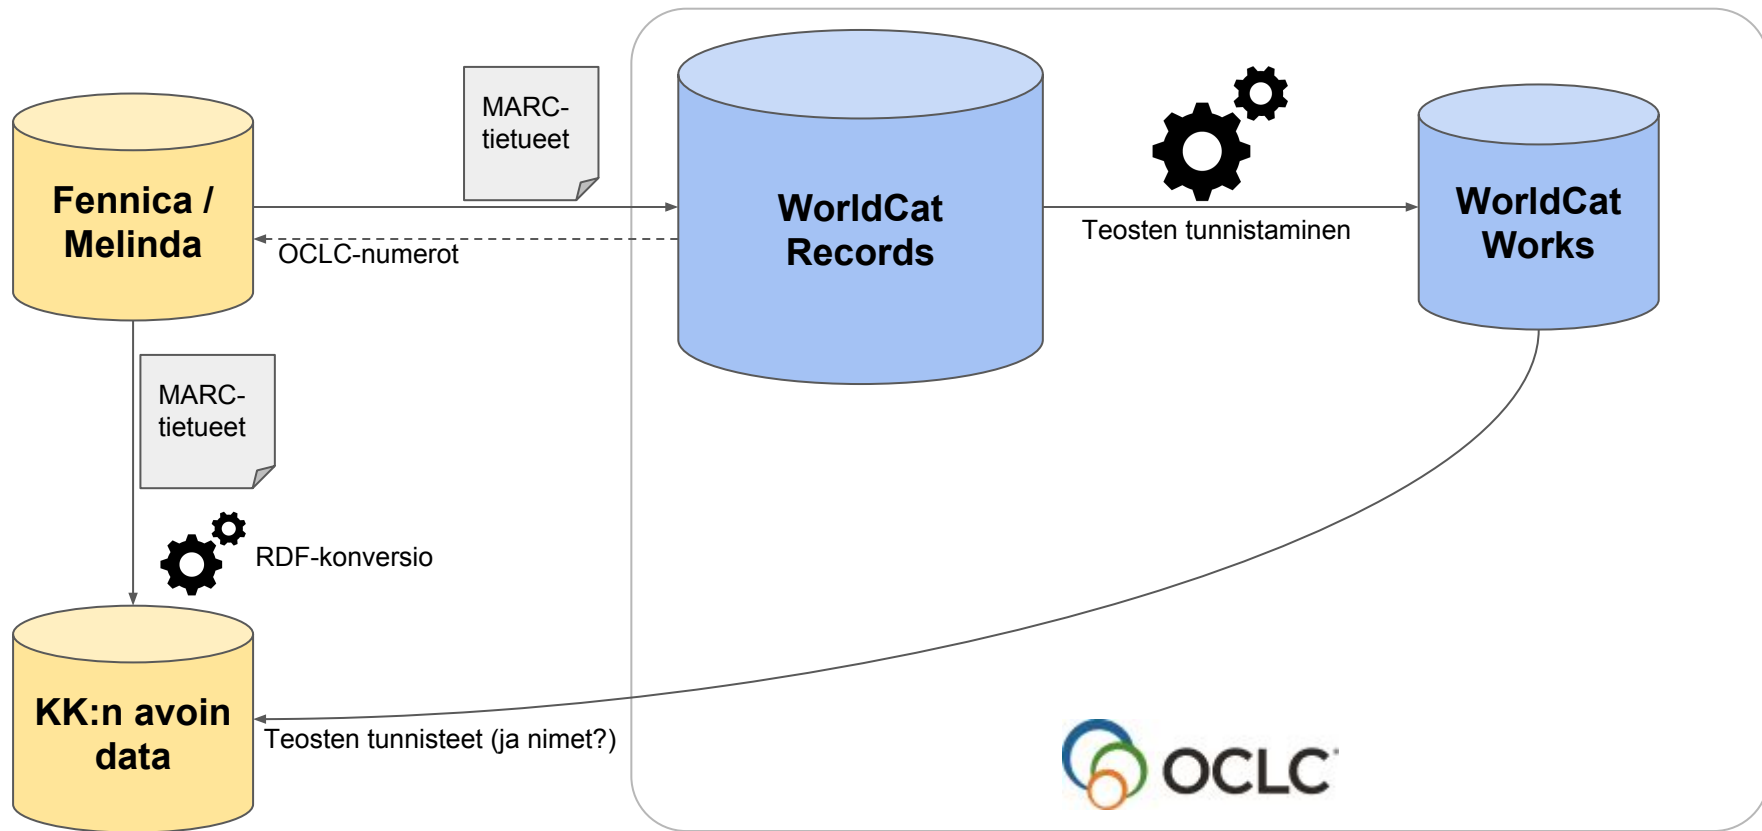 MARC-
tietueet
Fennica /
Melinda
OCLC-numerot
WorldCat
Records
Teosten tunnistaminen
WorldCat
Works
MARC-
tietueet
RDF-konversio
KK:n avoin
data
Teosten tunnisteet (ja nimet?)
OCLC